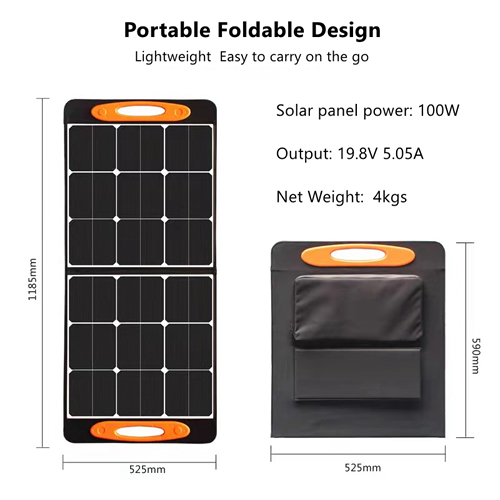 Portable Foldable Design
Lightweight Easy to carry on the go
Solar panel power: 100W
Output: 19.8V 5.05A
Net Weight: 4kgs
1185mm
590mm
525mm
525mm